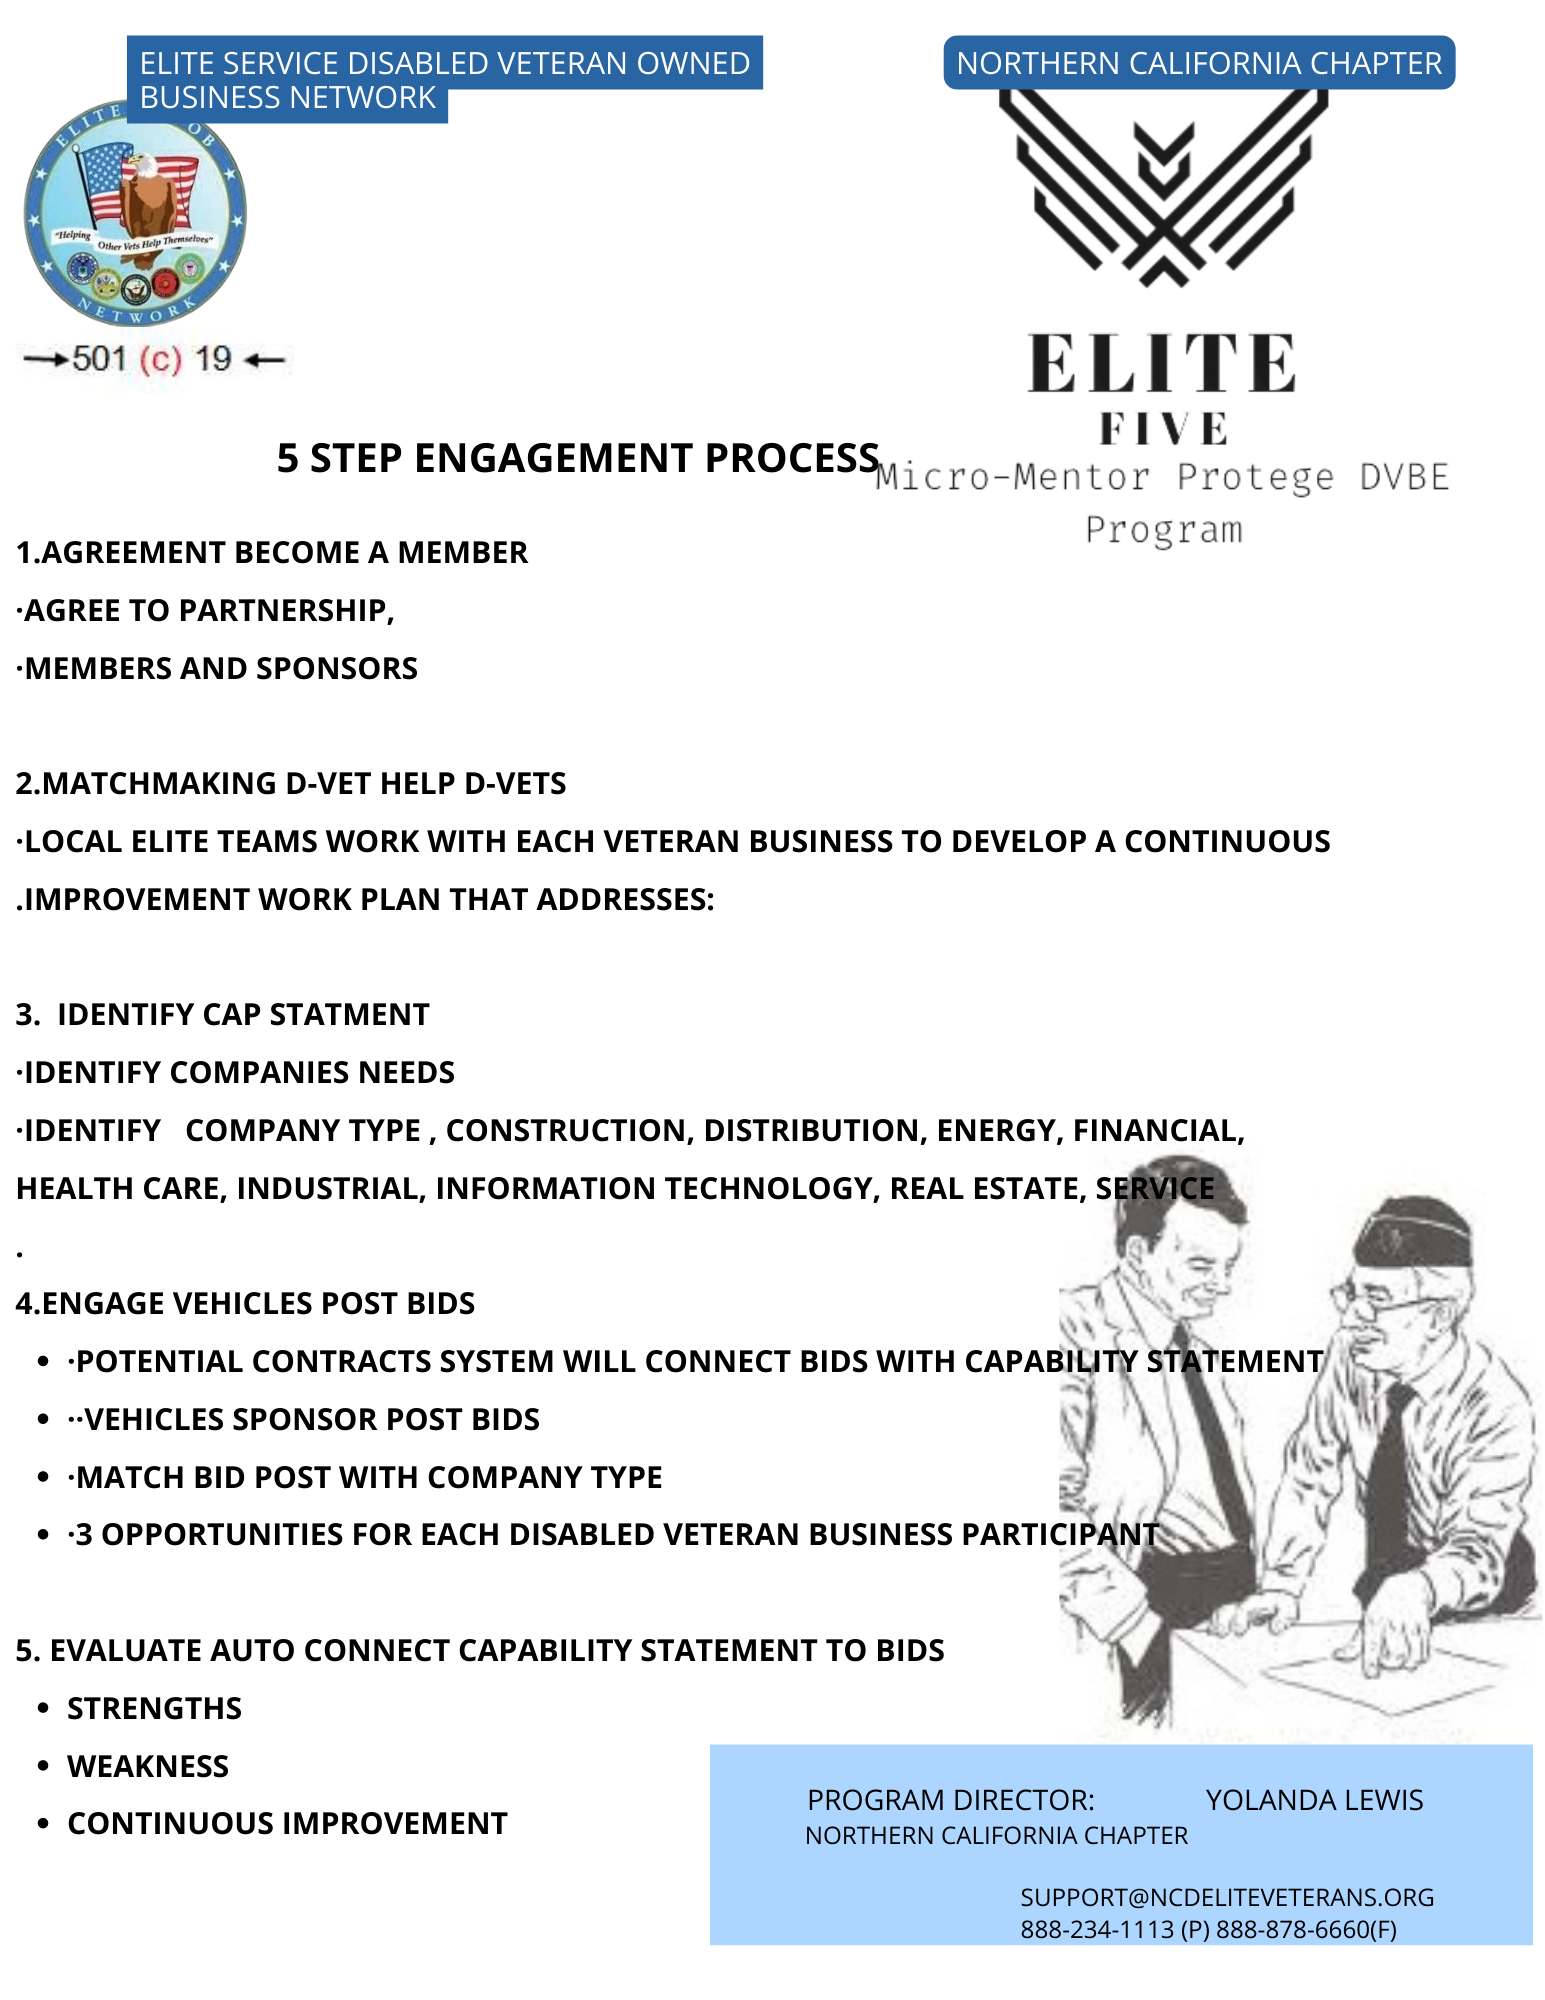 ELITE SERVICE DISABLED VETERAN OWNED
BUSINESS NETWORK
NORTHERN CALIFORNIA CHAPTER
ELITE
OB
"Helping
Other Vets Help Themselves"
NETWORK
501 (c) 19
ELITE
FIVE
Micro-Mentor Protege DVBE
Program
5 STEP ENGAGEMENT PROCESS
1.AGREEMENT BECOME A MEMBER
·AGREE TO PARTNERSHIP,
·MEMBERS AND SPONSORS
2.MATCHMAKING D-VET HELP D-VETS
·LOCAL ELITE TEAMS WORK WITH EACH VETERAN BUSINESS TO DEVELOP A CONTINUOUS
.IMPROVEMENT WORK PLAN THAT ADDRESSES:
3.  IDENTIFY CAP STATMENT
·IDENTIFY COMPANIES NEEDS
·IDENTIFY   COMPANY TYPE , CONSTRUCTION, DISTRIBUTION, ENERGY, FINANCIAL,
HEALTH CARE, INDUSTRIAL, INFORMATION TECHNOLOGY, REAL ESTATE, SERVICE
.
4.ENGAGE VEHICLES POST BIDS
• ·POTENTIAL CONTRACTS SYSTEM WILL CONNECT BIDS WITH CAPABILITY STATEMENT
• ··VEHICLES SPONSOR POST BIDS
• ·MATCH BID POST WITH COMPANY TYPE
• ·3 OPPORTUNITIES FOR EACH DISABLED VETERAN BUSINESS PARTICIPANT
5. EVALUATE AUTO CONNECT CAPABILITY STATEMENT TO BIDS
• STRENGTHS
• WEAKNESS
• CONTINUOUS IMPROVEMENT
PROGRAM DIRECTOR: YOLANDA LEWIS
NORTHERN CALIFORNIA CHAPTER
SUPPORT@NCDELITEVETERANS.ORG
888-234-1113 (P) 888-878-6660(F)